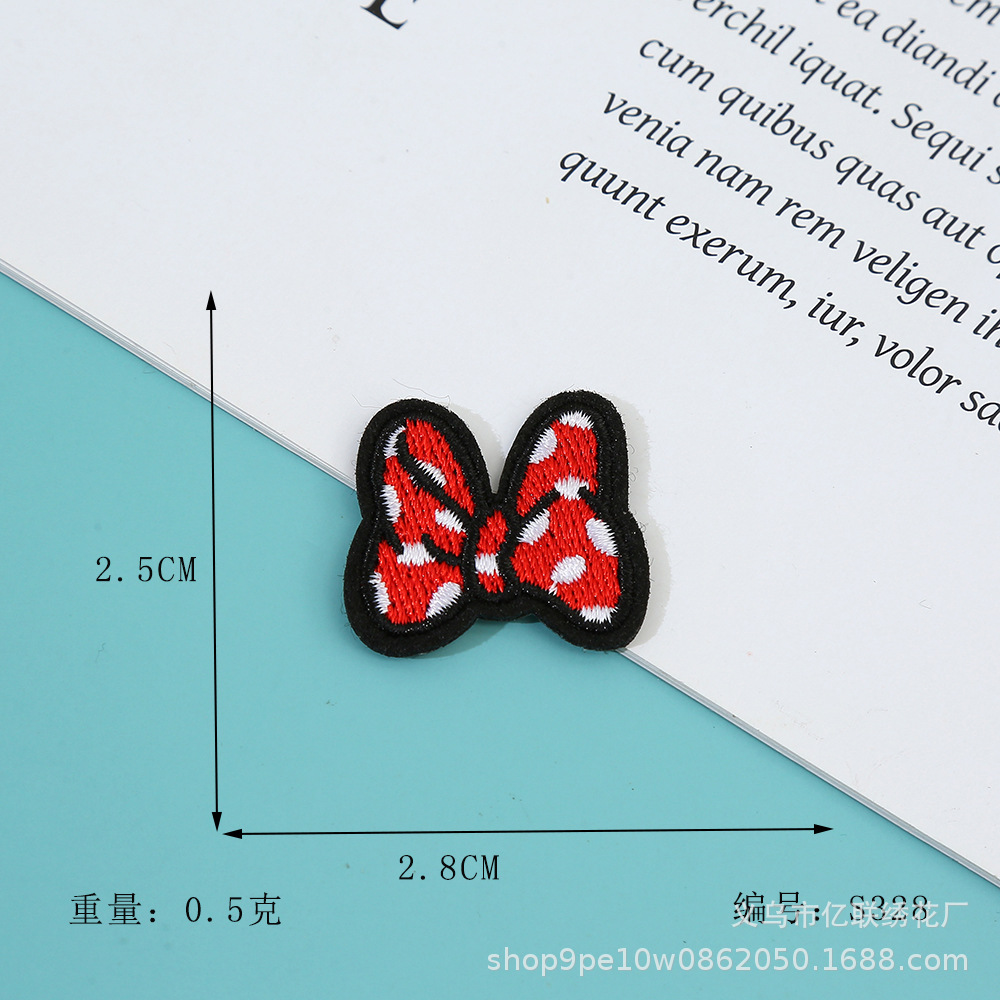 ea diandi
erchil iquat. Sequi
cum quibus quas aut
venia nam rem veligen
quunt exerum, iur, volor
2.5CM
2.8CM
重量: 0.5克
编号: S328
义乌市亿联绣花厂
shop9pe10w0862050.1688.com